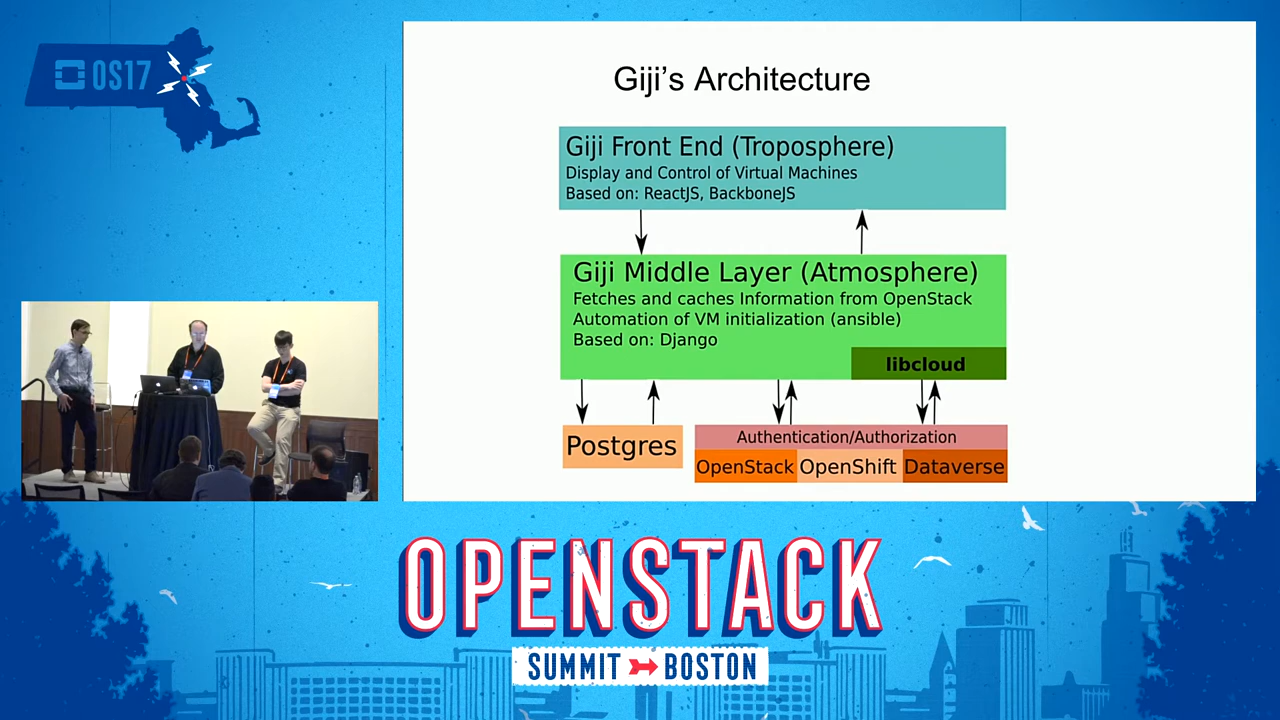 OS17
Giji's Architecture
Giji Front End (Troposphere)
Display and Control of Virtual Machines
Based on: ReactJS, BackboneJS
Giji Middle Layer (Atmosphere)
Fetches and caches Information from OpenStack
Automation of VM initialization (ansible)
Based on: Django
libcloud
Postgres
Authentication/Authorization
OpenStack OpenShift Dataverse
OPENSTACK
SUMMIT BOSTON